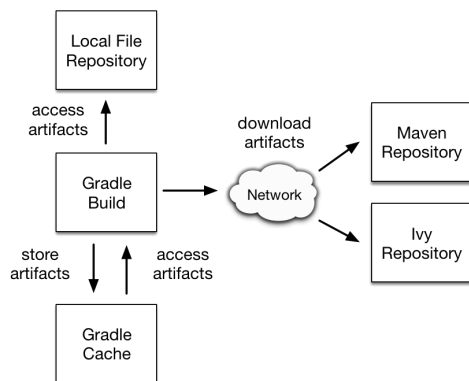 Local File
Repository
access
artifacts
download
artifacts
Maven
Repository
Gradle
Build
Network
Ivy
Repository
store
artifacts
access
artifacts
Gradle
Cache